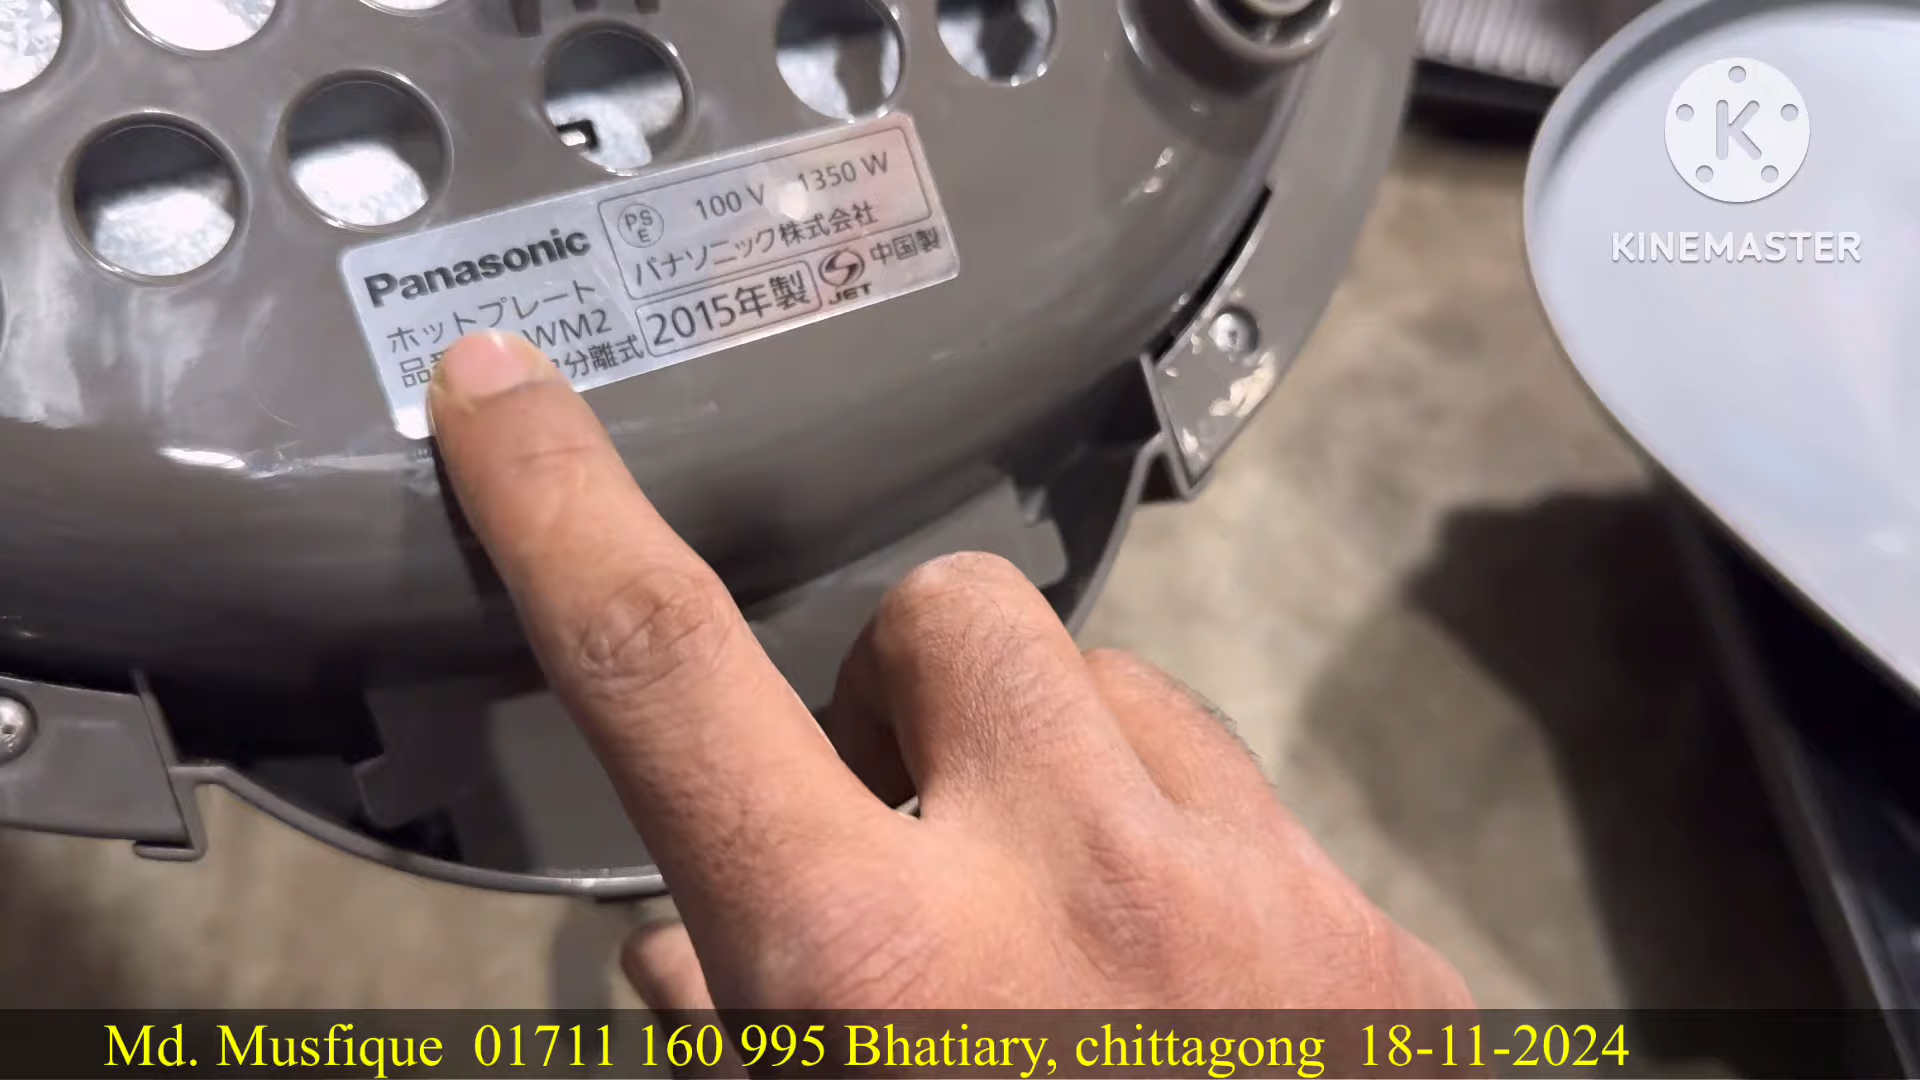 Panasonic
ホットプレート
WM2
分離式
PS
E
100 V 1350 W
パナソニック株式会社
2015年製
JET 中国製
K
KINEMASTER
Md. Musfique 01711 160 995 Bhatiary, chittagong 18-11-2024